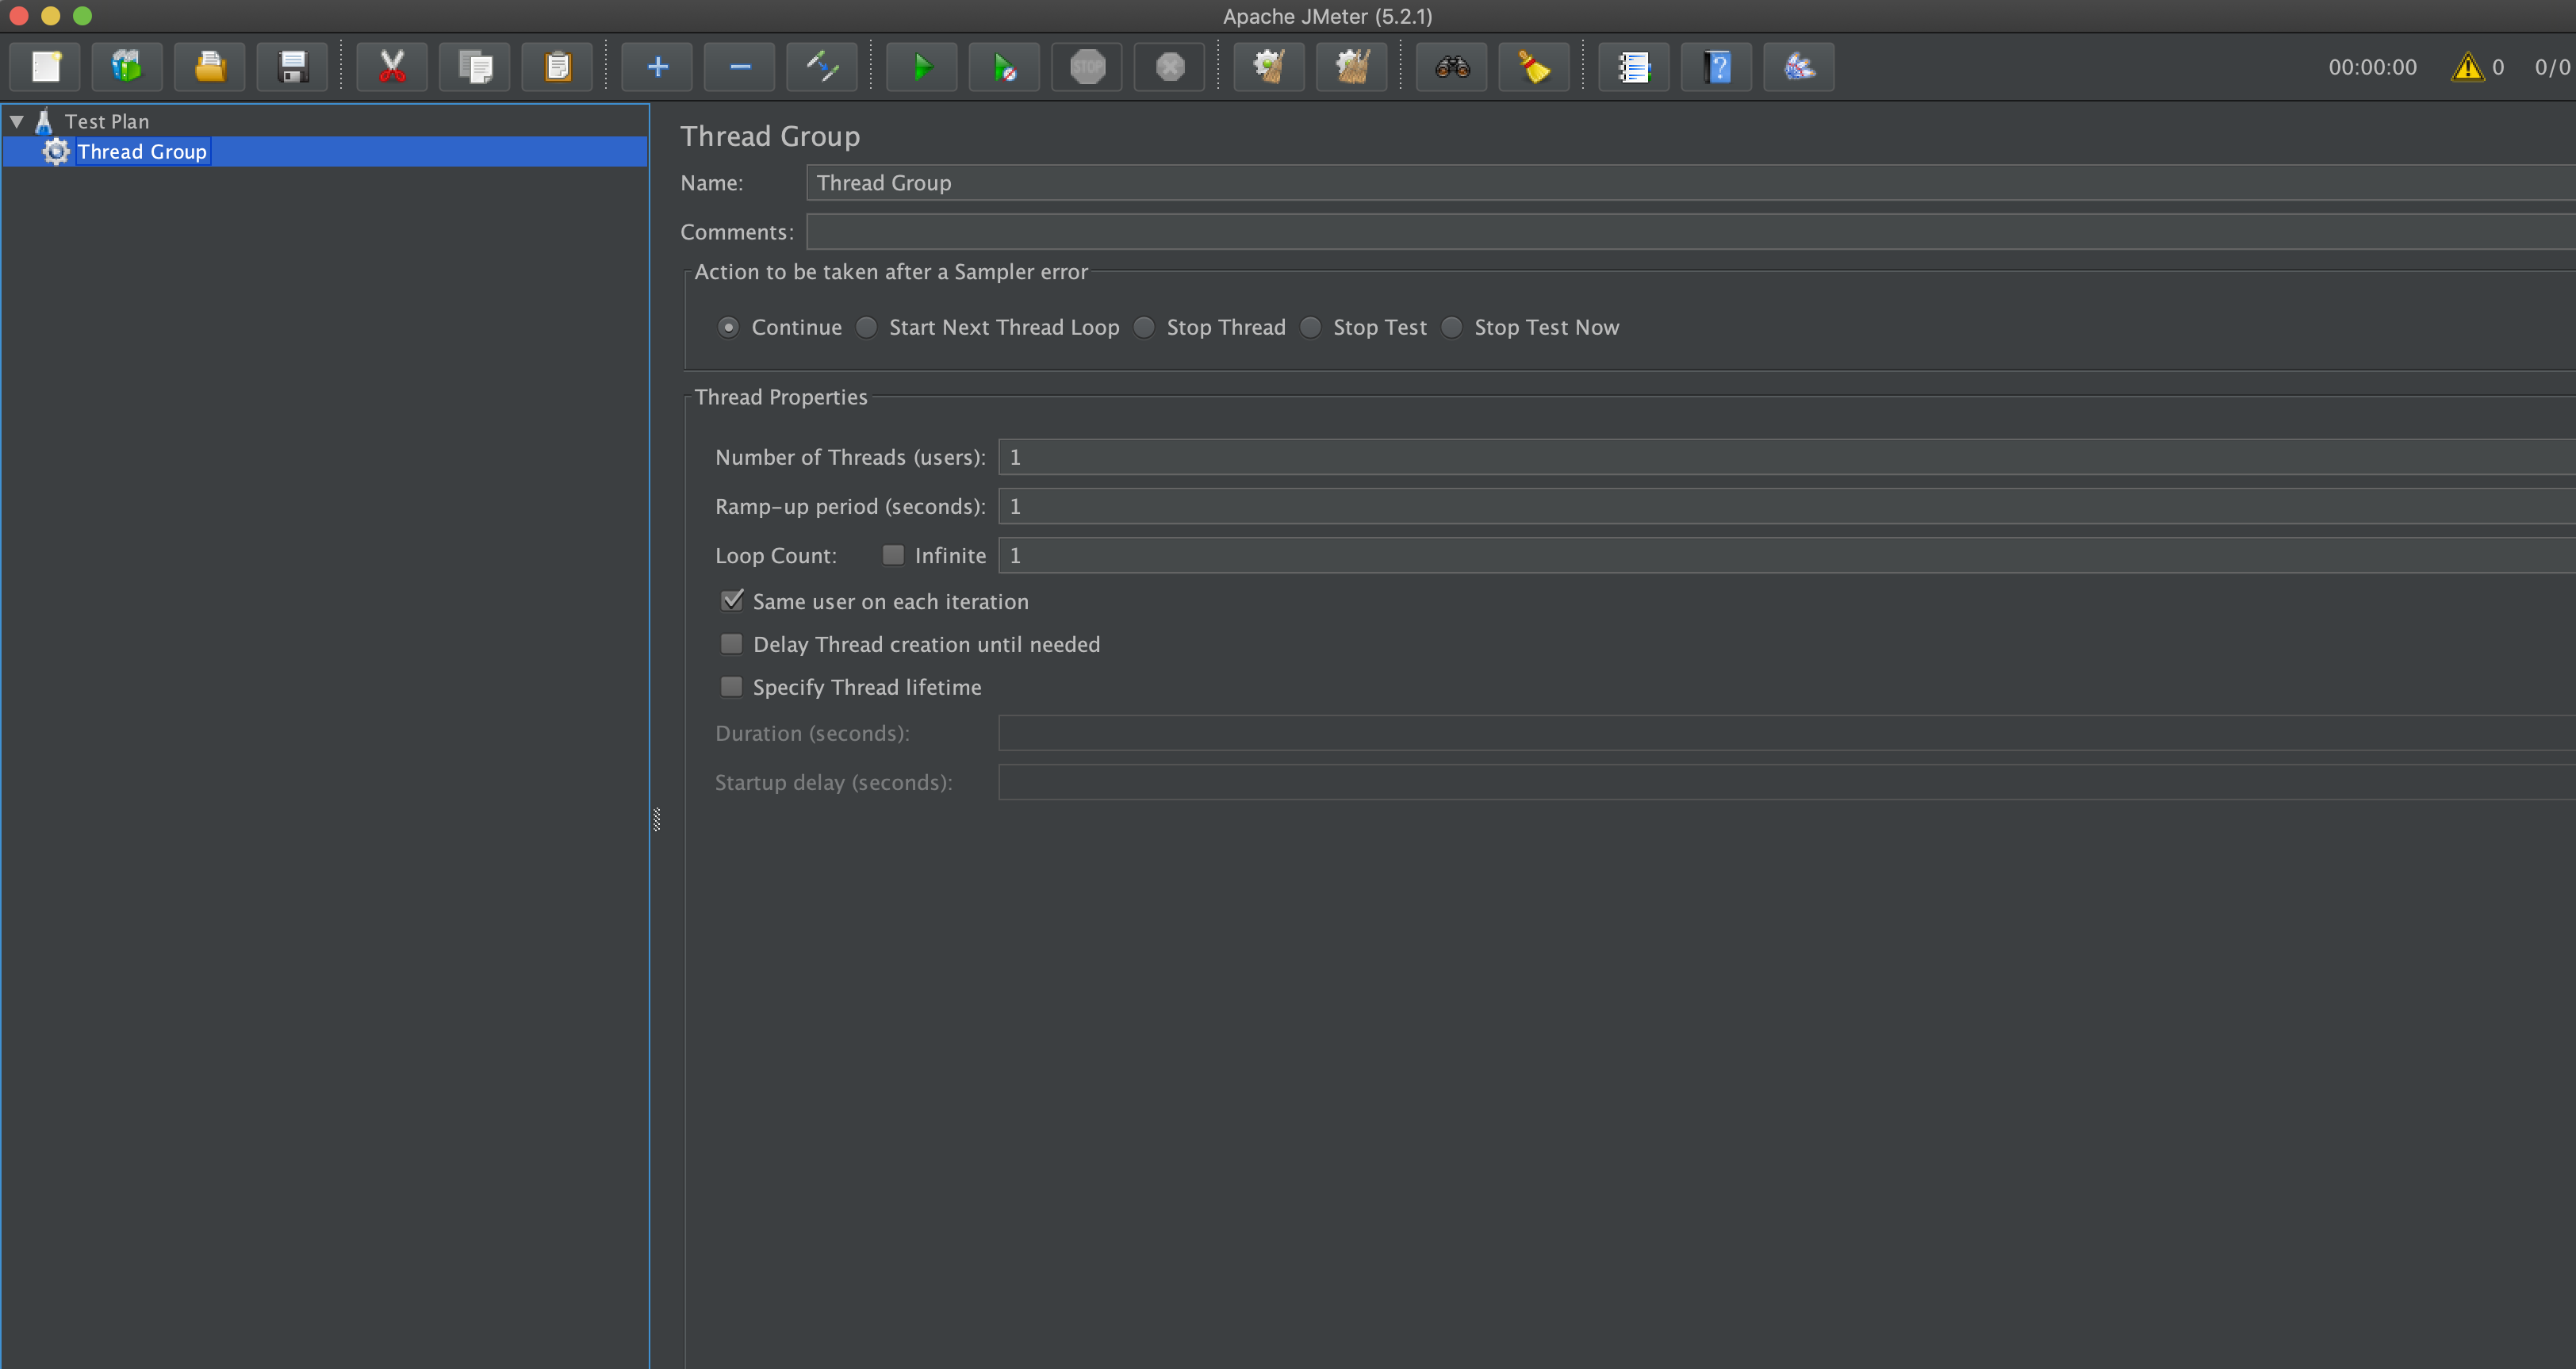 Apache JMeter (5.2.1)
STOP
00:00:00 0 0/0
Test Plan
Thread Group
Thread Group
Name: Thread Group
Comments:
Action to be taken after a Sampler error
Continue Start Next Thread Loop Stop Thread Stop Test Stop Test Now
Thread Properties
Number of Threads (users): 1
Ramp-up period (seconds): 1
Loop Count: Infinite 1
Same user on each iteration
Delay Thread creation until needed
Specify Thread lifetime
Duration (seconds):
Startup delay (seconds):